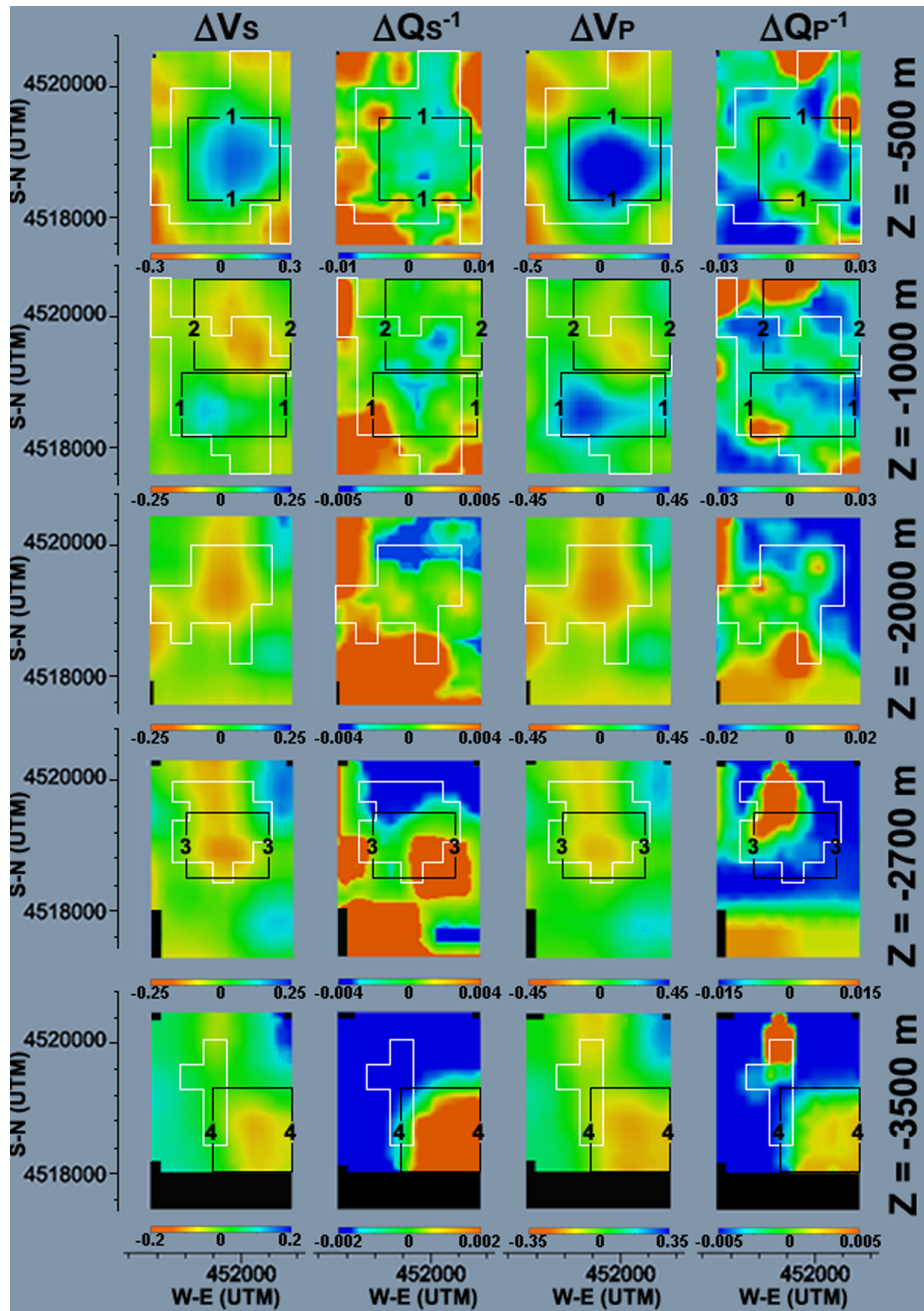 ΔVS ΔQS⁻¹ ΔVP ΔQP⁻¹
4520000
4518000
S-N (UTM)
1 1 1 1
1 1 1 1
Z = -500 m
-0.3 0 0.3 -0.01 0 0.01 -0.5 0 0.5 -0.03 0 0.03
4520000
4518000
S-N (UTM)
2 2 2 2 2 2 2 2
1 1 1 1 1 1 1 1
Z = -1000 m
-0.25 0 0.25 -0.005 0 0.005 -0.45 0 0.45 -0.03 0 0.03
4520000
4518000
S-N (UTM)
Z = -2000 m
-0.25 0 0.25 -0.004 0 0.004 -0.45 0 0.45 -0.02 0 0.02
4520000
4518000
S-N (UTM)
3 3 3 3 3 3 3 3
Z = -2700 m
-0.25 0 0.25 -0.004 0 0.004 -0.45 0 0.45 -0.015 0 0.015
4520000
4518000
S-N (UTM)
4 4 4 4 4 4 4 4
Z = -3500 m
-0.2 0 0.2 -0.002 0 0.002 -0.35 0 0.35 -0.005 0 0.005
452000 452000 452000 452000
W-E (UTM) W-E (UTM) W-E (UTM) W-E (UTM)